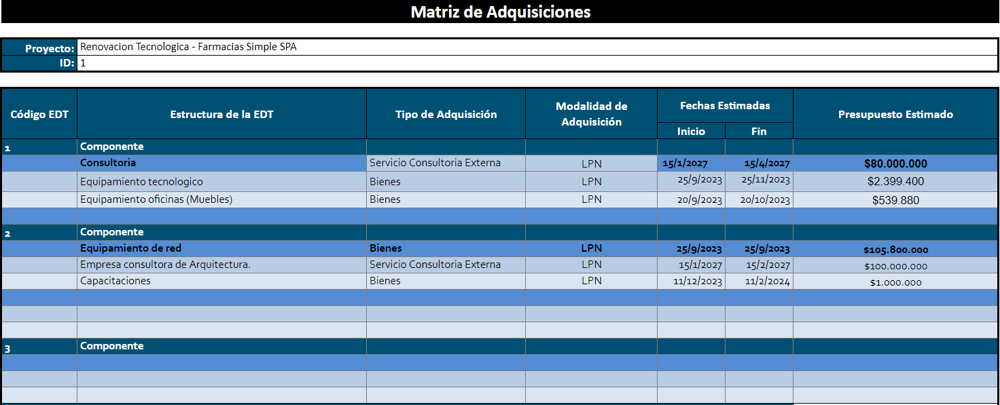 Matriz de Adquisiciones
Proyecto: Renovacion Tecnologica - Farmacias Simple SPA
ID: 1
Código EDT Estructura de la EDT Tipo de Adquisición Modalidad de Adquisición Fechas Estimadas Presupuesto Estimado
Inicio Fin
1 Componente
Consultoria Servicio Consultoria Externa LPN 15/1/2027 15/4/2027 $80.000.000
Equipamiento tecnologico Bienes LPN 25/9/2023 25/11/2023 $2.399.400
Equipamiento oficinas (Muebles) Bienes LPN 20/9/2023 20/10/2023 $539.880
2 Componente
Equipamiento de red Bienes LPN 25/9/2023 25/9/2023 $105.800.000
Empresa consultora de Arquitectura. Servicio Consultoria Externa LPN 15/1/2027 15/2/2027 $100.000.000
Capacitaciones Bienes LPN 11/12/2023 11/2/2024 $1.000.000
3 Componente